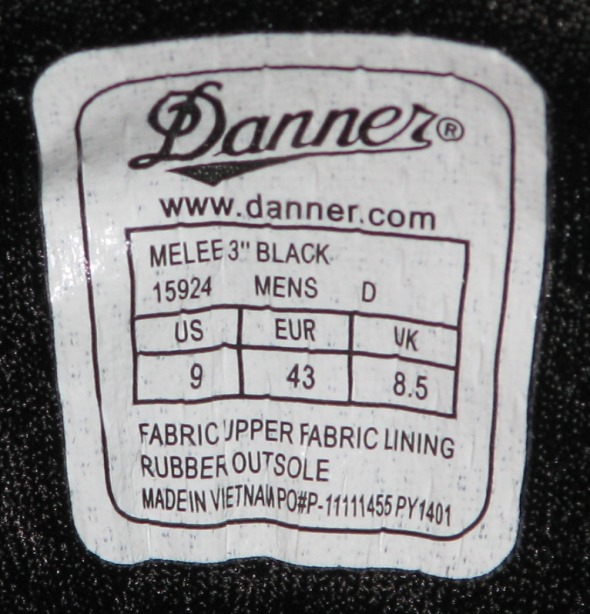 Danner®
www.danner.com
MELEE 3" BLACK
15924 MENS D
US EUR UK
9 43 8.5
FABRIC UPPER FABRIC LINING
RUBBER OUTSOLE
MADE IN VIETNAM PO#P-11111455 PY1401